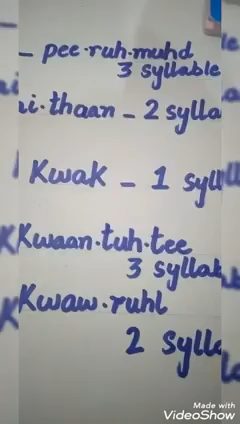 – pee·ruh·muhd
3 syllable
i·thaan – 2 sylla
Kwak – 1 syll
Kwaan·tuh·tee
3 syllab
Kwaw·ruhl
2 sylla
Made with
VideoShow